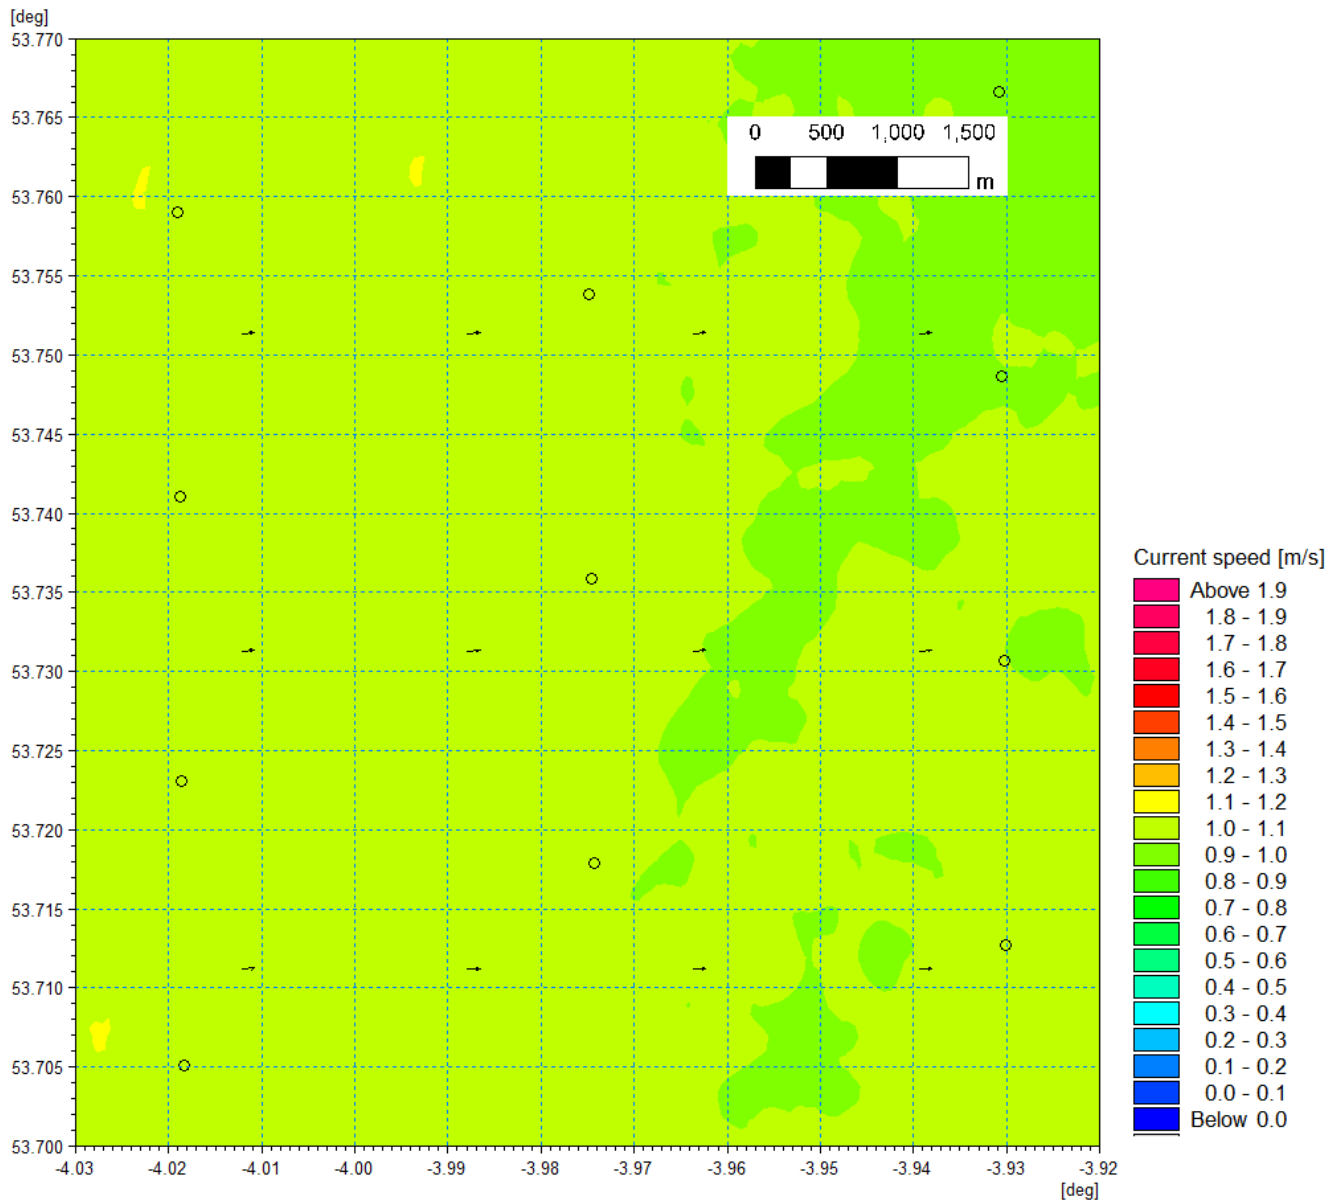 [deg]
53.770
53.765
53.760
53.755
53.750
53.745
53.740
53.735
53.730
53.725
53.720
53.715
53.710
53.705
53.700
0 500 1,000 1,500
m
Current speed [m/s]
Above 1.9
1.8 - 1.9
1.7 - 1.8
1.6 - 1.7
1.5 - 1.6
1.4 - 1.5
1.3 - 1.4
1.2 - 1.3
1.1 - 1.2
1.0 - 1.1
0.9 - 1.0
0.8 - 0.9
0.7 - 0.8
0.6 - 0.7
0.5 - 0.6
0.4 - 0.5
0.3 - 0.4
0.2 - 0.3
0.1 - 0.2
0.0 - 0.1
Below 0.0
-4.03 -4.02 -4.01 -4.00 -3.99 -3.98 -3.97 -3.96 -3.95 -3.94 -3.93 -3.92
[deg]